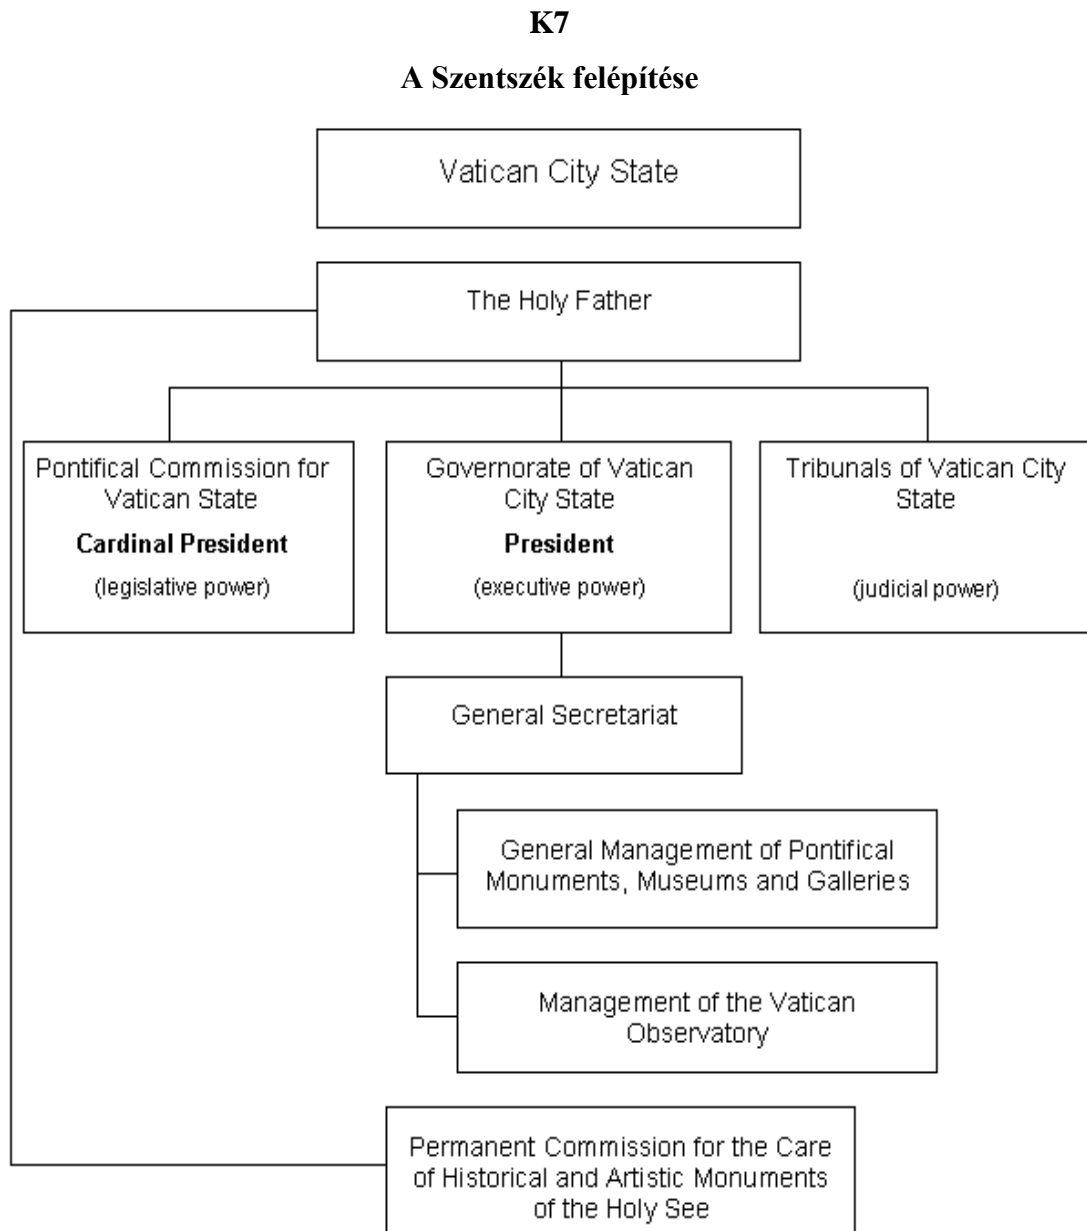 K7
A Szentszék felépítése
Vatican City State
The Holy Father
Pontifical Commission for
Vatican State
Cardinal President
(legislative power)
Governorate of Vatican
City State
President
(executive power)
Tribunals of Vatican City
State
(judicial power)
General Secretariat
General Management of Pontifical
Monuments, Museums and Galleries
Management of the Vatican
Observatory
Permanent Commission for the Care
of Historical and Artistic Monuments
of the Holy See